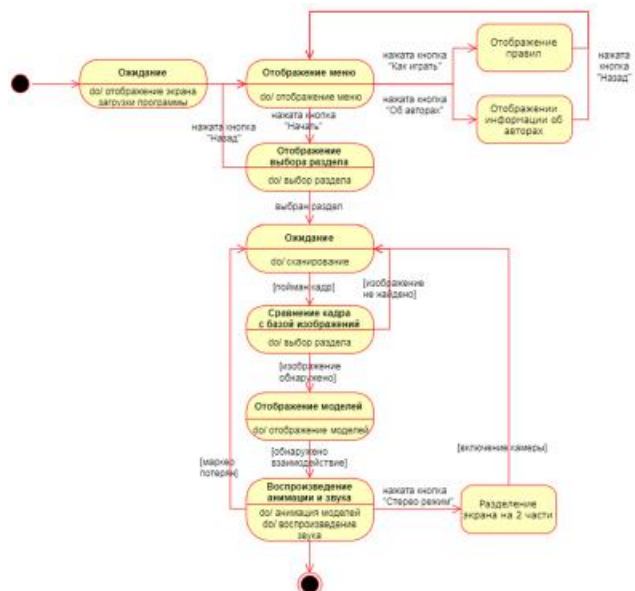 Ожидание
do/ отображение экрана
загрузки программы
Отображение меню
do/ отображение меню
нажата кнопка
"Как играть"
нажата кнопка
"Об авторах"
Отображение
правил
Отображении
информации об
авторах
нажата
кнопка
"Назад"
нажата кнопка
"Назад"
нажата кнопка
"Начать"
Отображение
выбора раздела
do/ выбор раздела
выбран раздел
Ожидание
do/ сканирование
[пойман кадр]
[изображение
не найдено]
Сравнение кадра
с базой изображений
do/ выбор раздела
[изображение
обнаружено]
Отображение моделей
do/ отображение моделей
[обнаружено
взаимодействие]
[маркер
потерян]
[включение камеры]
Воспроизведение
анимации и звука
do/ анимация моделей
do/ воспроизведение
звука
нажата кнопка
"Стерео режим"
Разделение
экрана на 2 части